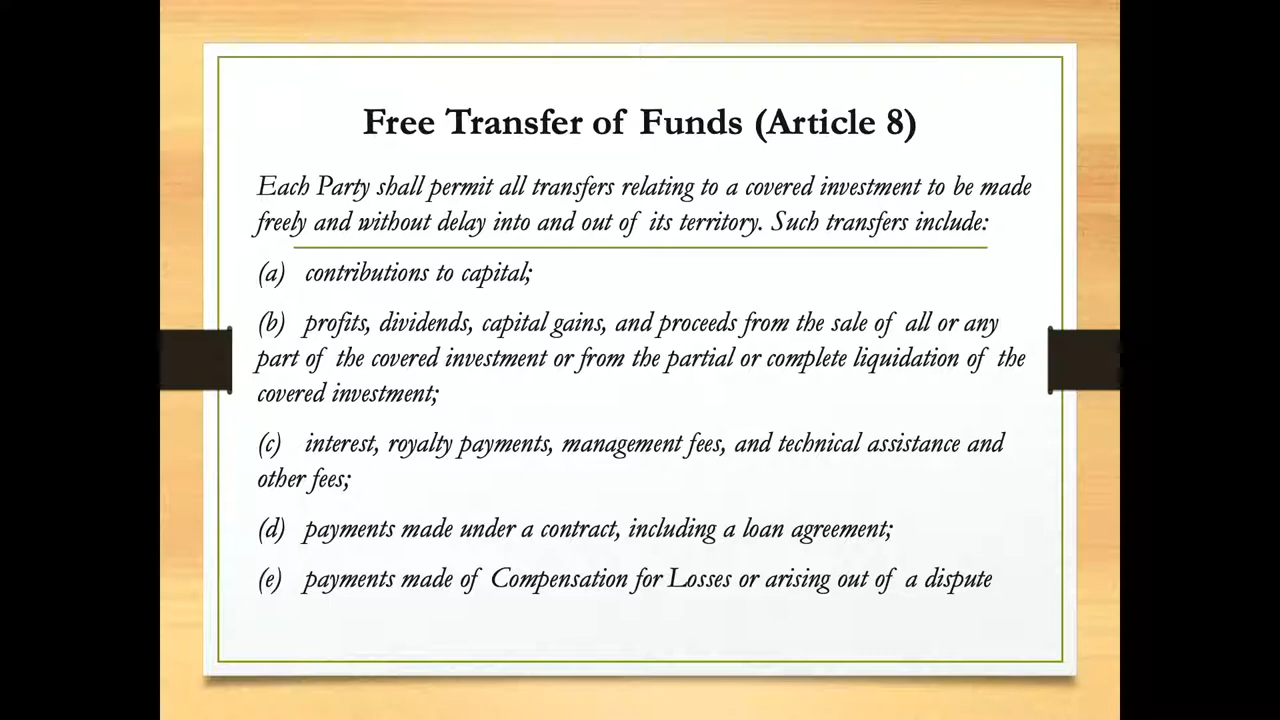 Free Transfer of Funds (Article 8)
Each Party shall permit all transfers relating to a covered investment to be made
freely and without delay into and out of its territory. Such transfers include:
(a) contributions to capital;
(b) profits, dividends, capital gains, and proceeds from the sale of all or any
part of the covered investment or from the partial or complete liquidation of the
covered investment;
(c) interest, royalty payments, management fees, and technical assistance and
other fees;
(d) payments made under a contract, including a loan agreement;
(e) payments made of Compensation for Losses or arising out of a dispute